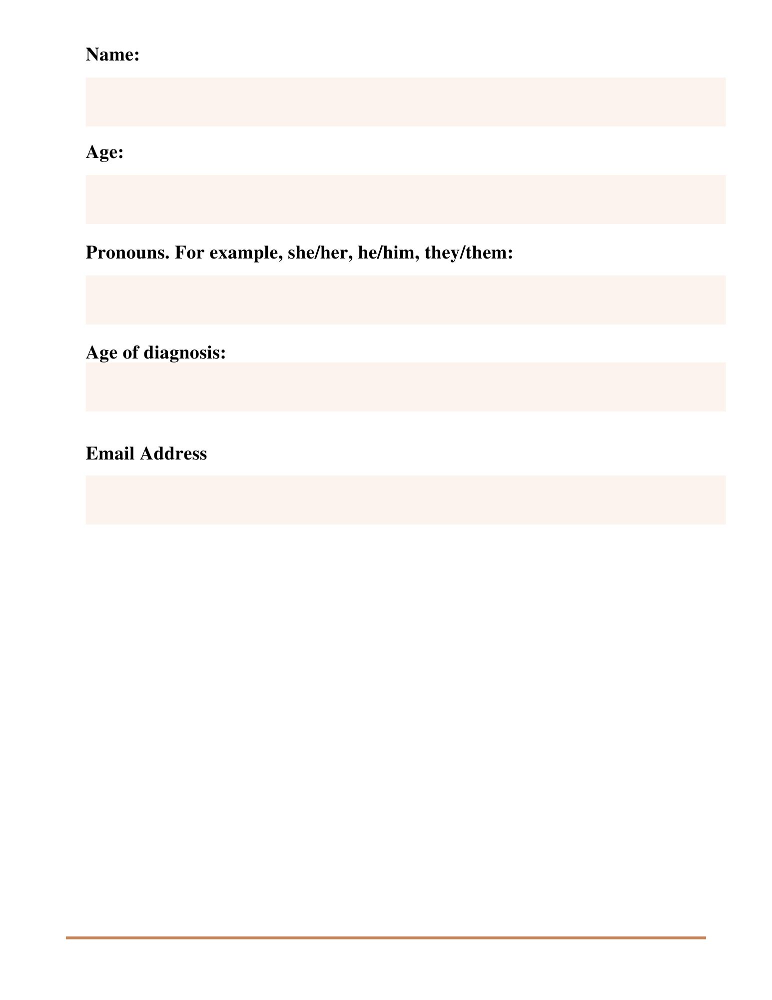 Name:
Age:
Pronouns. For example, she/her, he/him, they/them:
Age of diagnosis:
Email Address